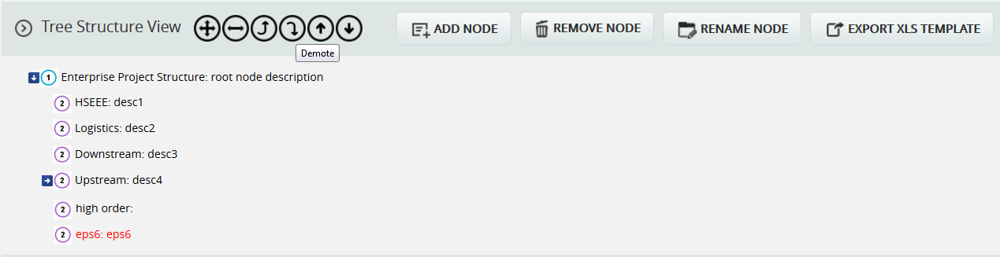 Tree Structure View
ADD NODE
REMOVE NODE
RENAME NODE
EXPORT XLS TEMPLATE
Demote
1 Enterprise Project Structure: root node description
2 HSEEE: desc1
2 Logistics: desc2
2 Downstream: desc3
2 Upstream: desc4
2 high order:
2 eps6: eps6